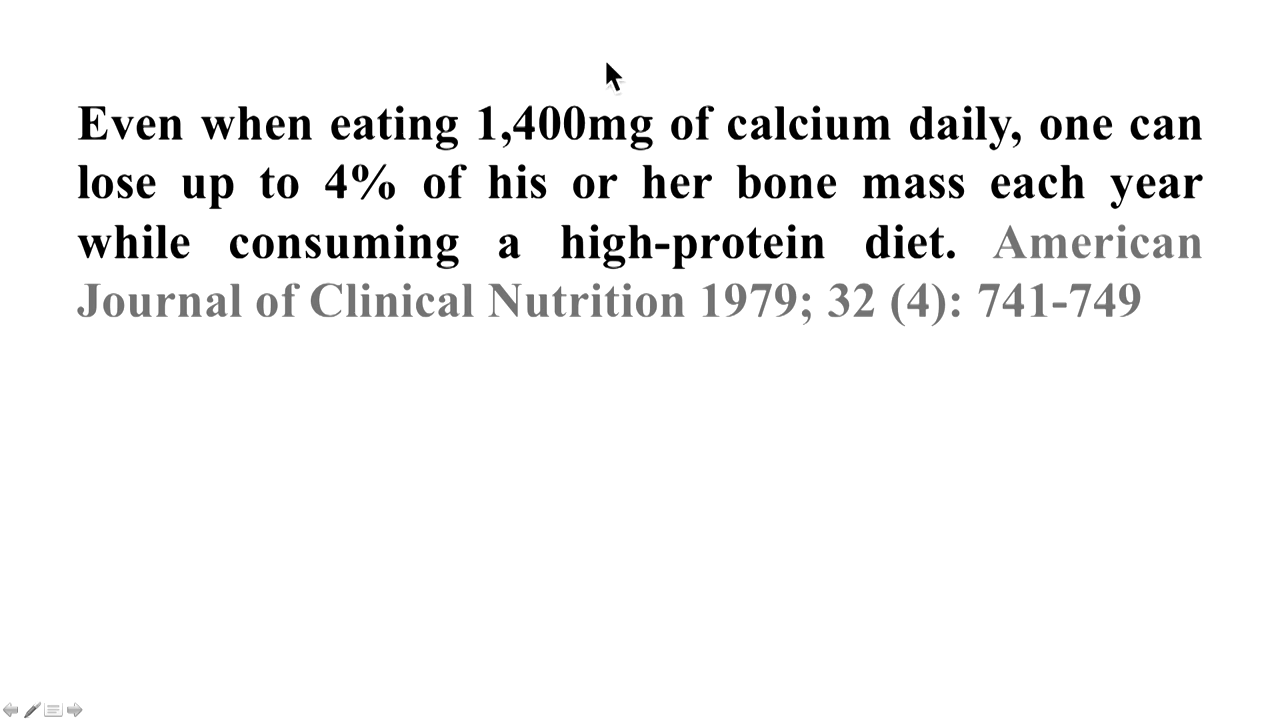 Even when eating 1,400mg of calcium daily, one can
lose up to 4% of his or her bone mass each year
while consuming a high-protein diet. American
Journal of Clinical Nutrition 1979; 32 (4): 741-749